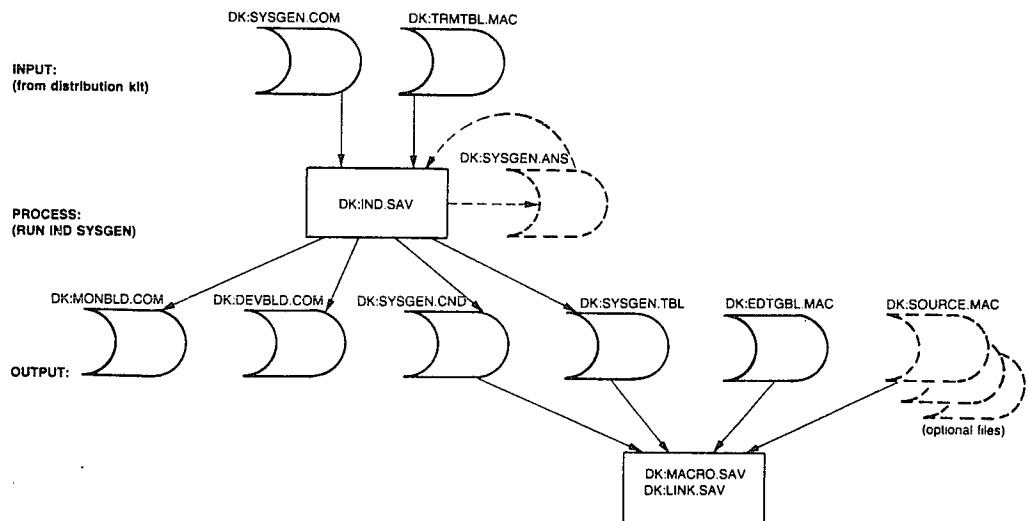 DK:SYSGEN.COM
DK:TRMTBL.MAC
INPUT:
(from distribution kit)
DK:SYSGEN.ANS
DK:IND.SAV
PROCESS:
(RUN IND SYSGEN)
DK:MONBLD.COM
DK:DEVBLD.COM
DK:SYSGEN.CND
DK:SYSGEN.TBL
DK:EDTGBL.MAC
DK:SOURCE.MAC
OUTPUT:
(optional files)
DK:MACRO.SAV
DK:LINK.SAV